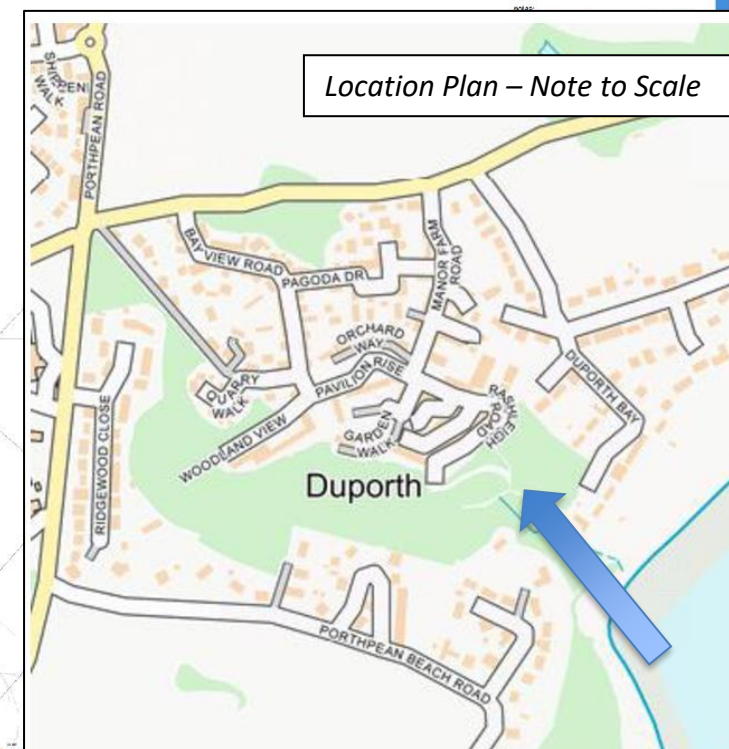 Location Plan – Note to Scale
SHIPPEN
WALK
PORTHPEAN ROAD
BAY VIEW ROAD
PAGODA DR
MANOR FARM
ROAD
ORCHARD
WAY
PAVILION RISE
QUARRY
WALK
WOODLAND VIEW
GARDEN
WALK
RASHLEIGH
ROAD
DUPORTH BAY
RIDGEWOOD CLOSE
Duporth
PORTHPEAN BEACH ROAD